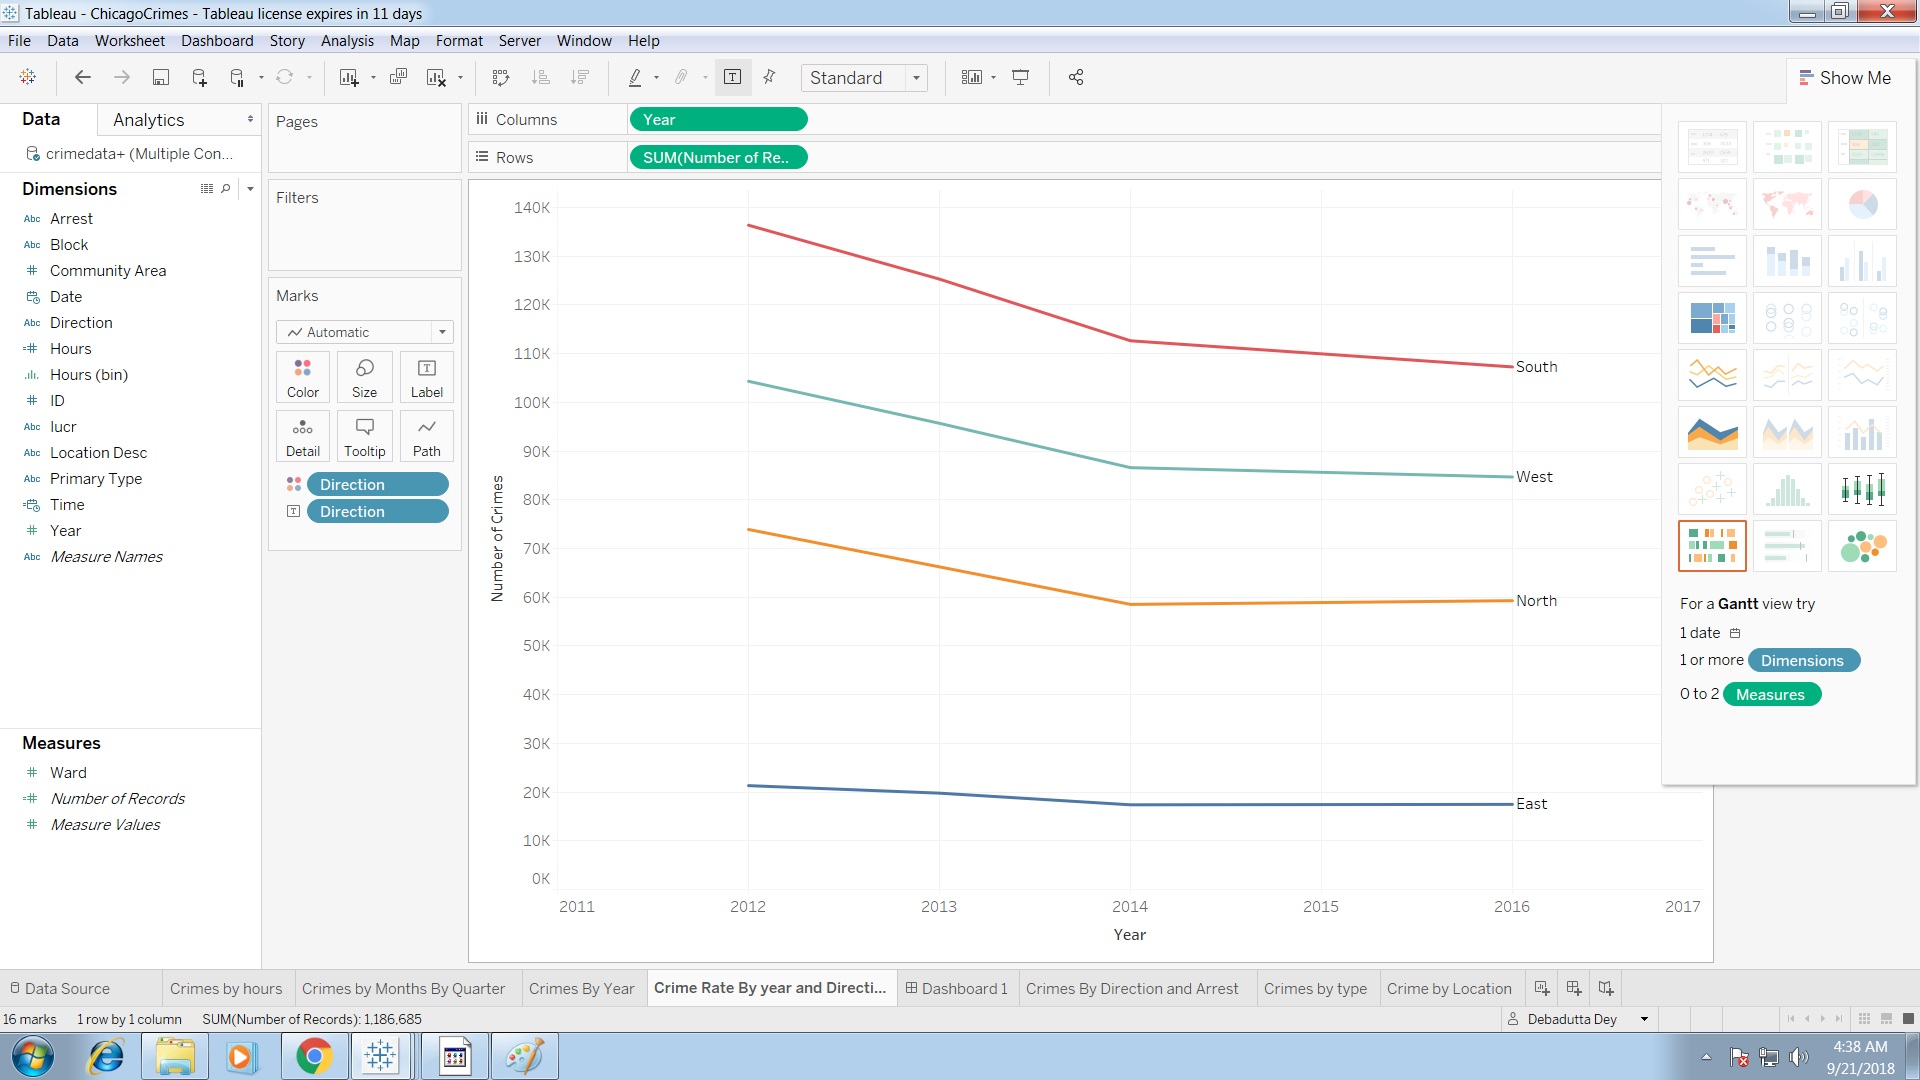 Tableau - ChicagoCrimes - Tableau license expires in 11 days
File Data Worksheet Dashboard Story Analysis Map Format Server Window Help
Standard
Show Me
Data Analytics
crimedata+ (Multiple Con...
Dimensions
Abc Arrest
Abc Block
# Community Area
Date
Abc Direction
=# Hours
Hours (bin)
# ID
Abc Iucr
Abc Location Desc
Abc Primary Type
Time
# Year
Abc Measure Names
Measures
# Ward
=# Number of Records
# Measure Values
Pages
Filters
Marks
Automatic
Color Size Label
Detail Tooltip Path
Direction
Direction
Columns Year
Rows SUM(Number of Re..
Number of Crimes
140K
130K
120K
110K
100K
90K
80K
70K
60K
50K
40K
30K
20K
10K
0K
South
West
North
East
2011 2012 2013 2014 2015 2016 2017
Year
For a Gantt view try
1 date
1 or more Dimensions
0 to 2 Measures
Data Source Crimes by hours Crimes by Months By Quarter Crimes By Year Crime Rate By year and Directi... Dashboard 1 Crimes By Direction and Arrest Crimes by type Crime by Location
16 marks 1 row by 1 column SUM(Number of Records): 1,186,685 Debadutta Dey
4:38 AM
9/21/2018